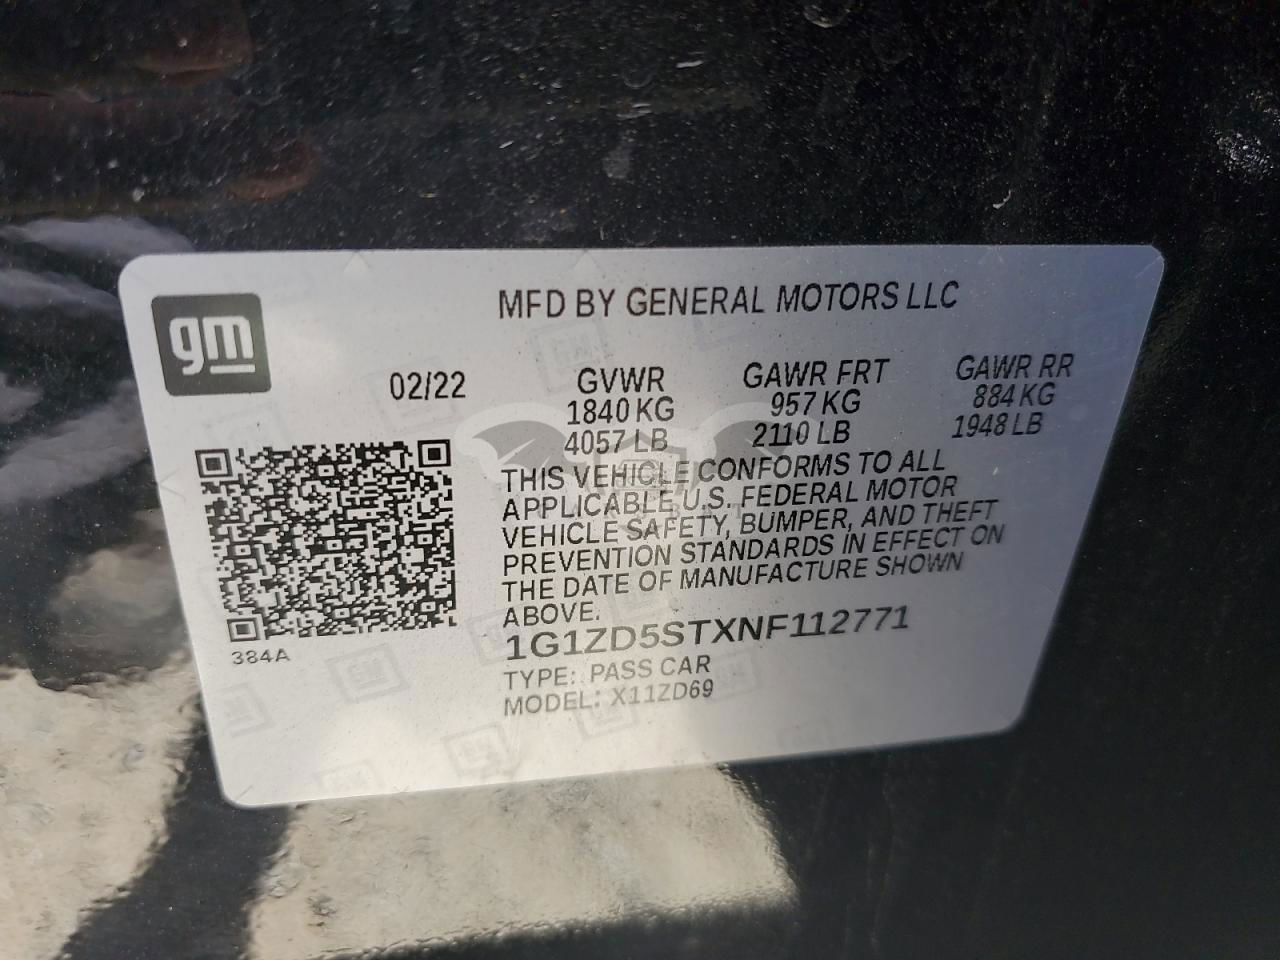 gm
MFD BY GENERAL MOTORS LLC
02/22
GVWR GAWR FRT GAWR RR
1840 KG 957 KG 884 KG
4057 LB 2110 LB 1948 LB
THIS VEHICLE CONFORMS TO ALL
APPLICABLE U.S. FEDERAL MOTOR
VEHICLE SAFETY, BUMPER, AND THEFT
PREVENTION STANDARDS IN EFFECT ON
THE DATE OF MANUFACTURE SHOWN
ABOVE.
1G1ZD5STXNF112771
384A
TYPE: PASS CAR
MODEL: X11ZD69